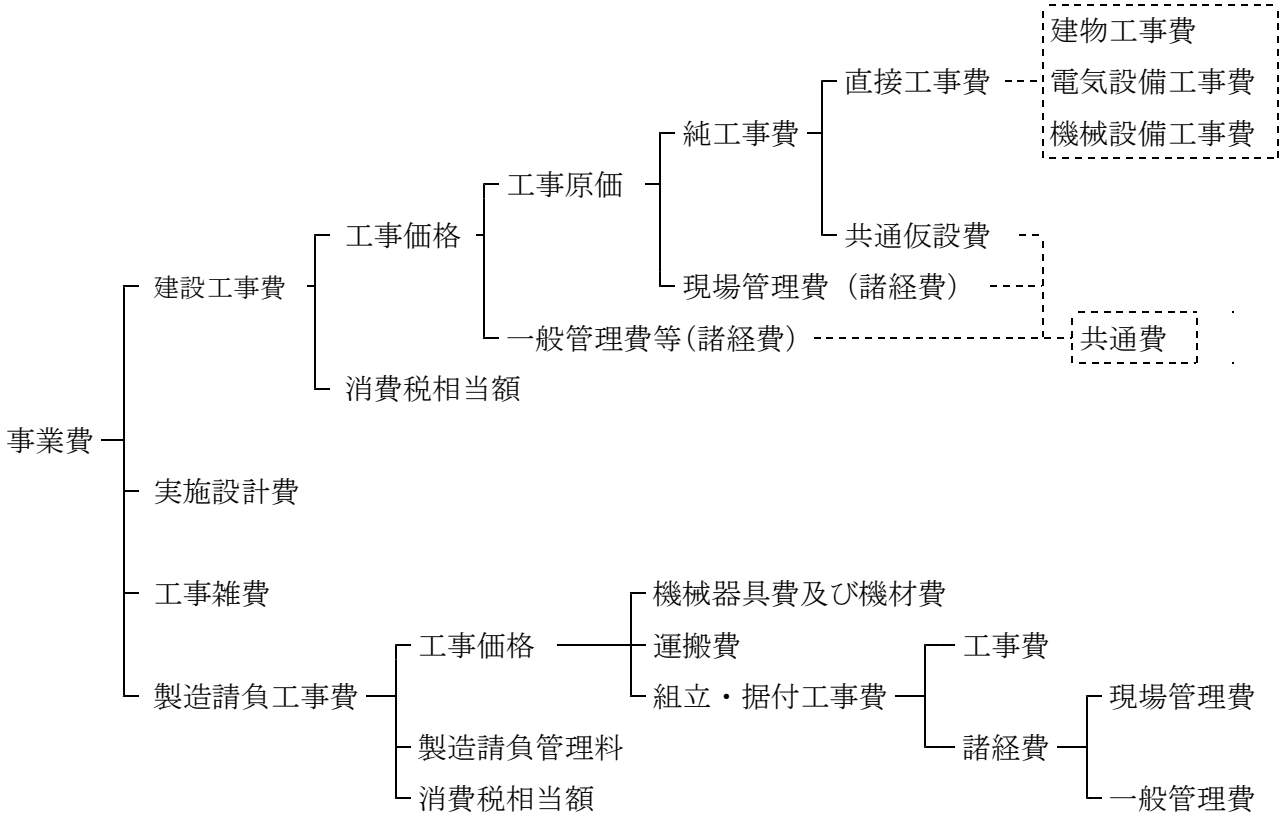 建物工事費
直接工事費
電気設備工事費
純工事費
機械設備工事費
工事原価
工事価格
共通仮設費
建設工事費
現場管理費（諸経費）
一般管理費等（諸経費）
共通費
消費税相当額
事業費
実施設計費
工事雑費
機械器具費及び機材費
工事価格
運搬費
工事費
製造請負工事費
組立・据付工事費
現場管理費
製造請負管理料
諸経費
消費税相当額
一般管理費